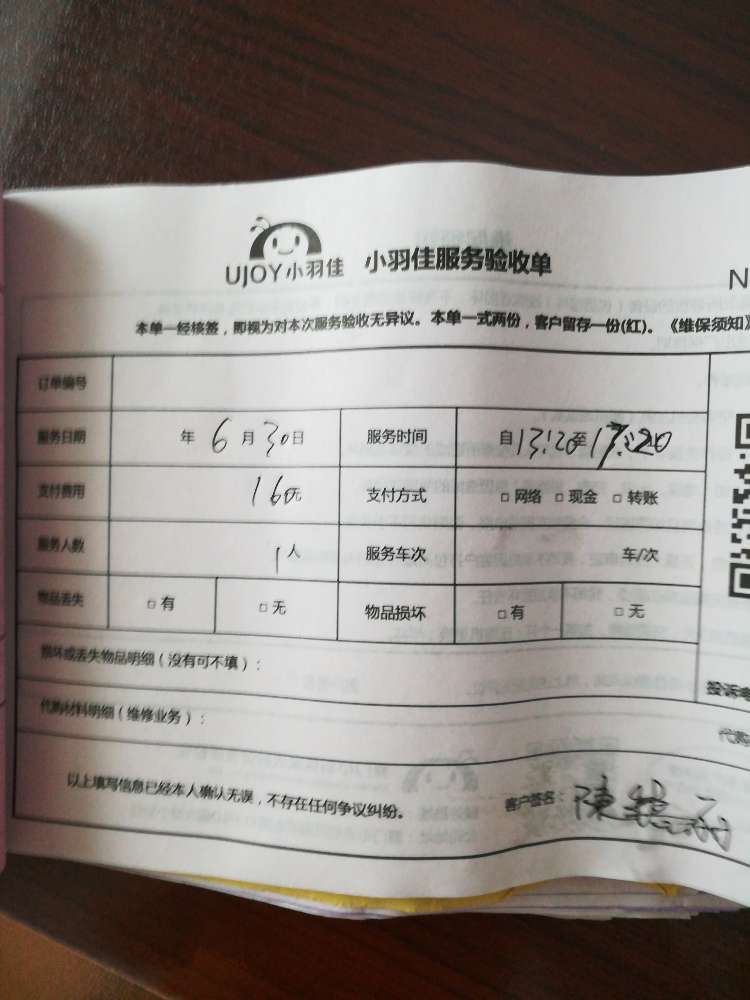 UJOY小羽佳 小羽佳服务验收单
N
本单一经核签，即视为对本次服务验收无异议。本单一式两份，客户留存一份(红)。《维保须知》
订单编号
服务日期 年 6 月 30 日 服务时间 自 13:20 至 17:20
支付费用 160元 支付方式 □ 网络 □ 现金 □ 转账
服务人数 1 人 服务车次 车/次
物品丢失 □ 有 □ 无 物品损坏 □ 有 □ 无
损坏或丢失物品明细（没有可不填）：
投诉
代购材料明细（维修业务）：
代购
以上填写信息已经本人确认无误，不存在任何争议纠纷。 客户签名： 陳